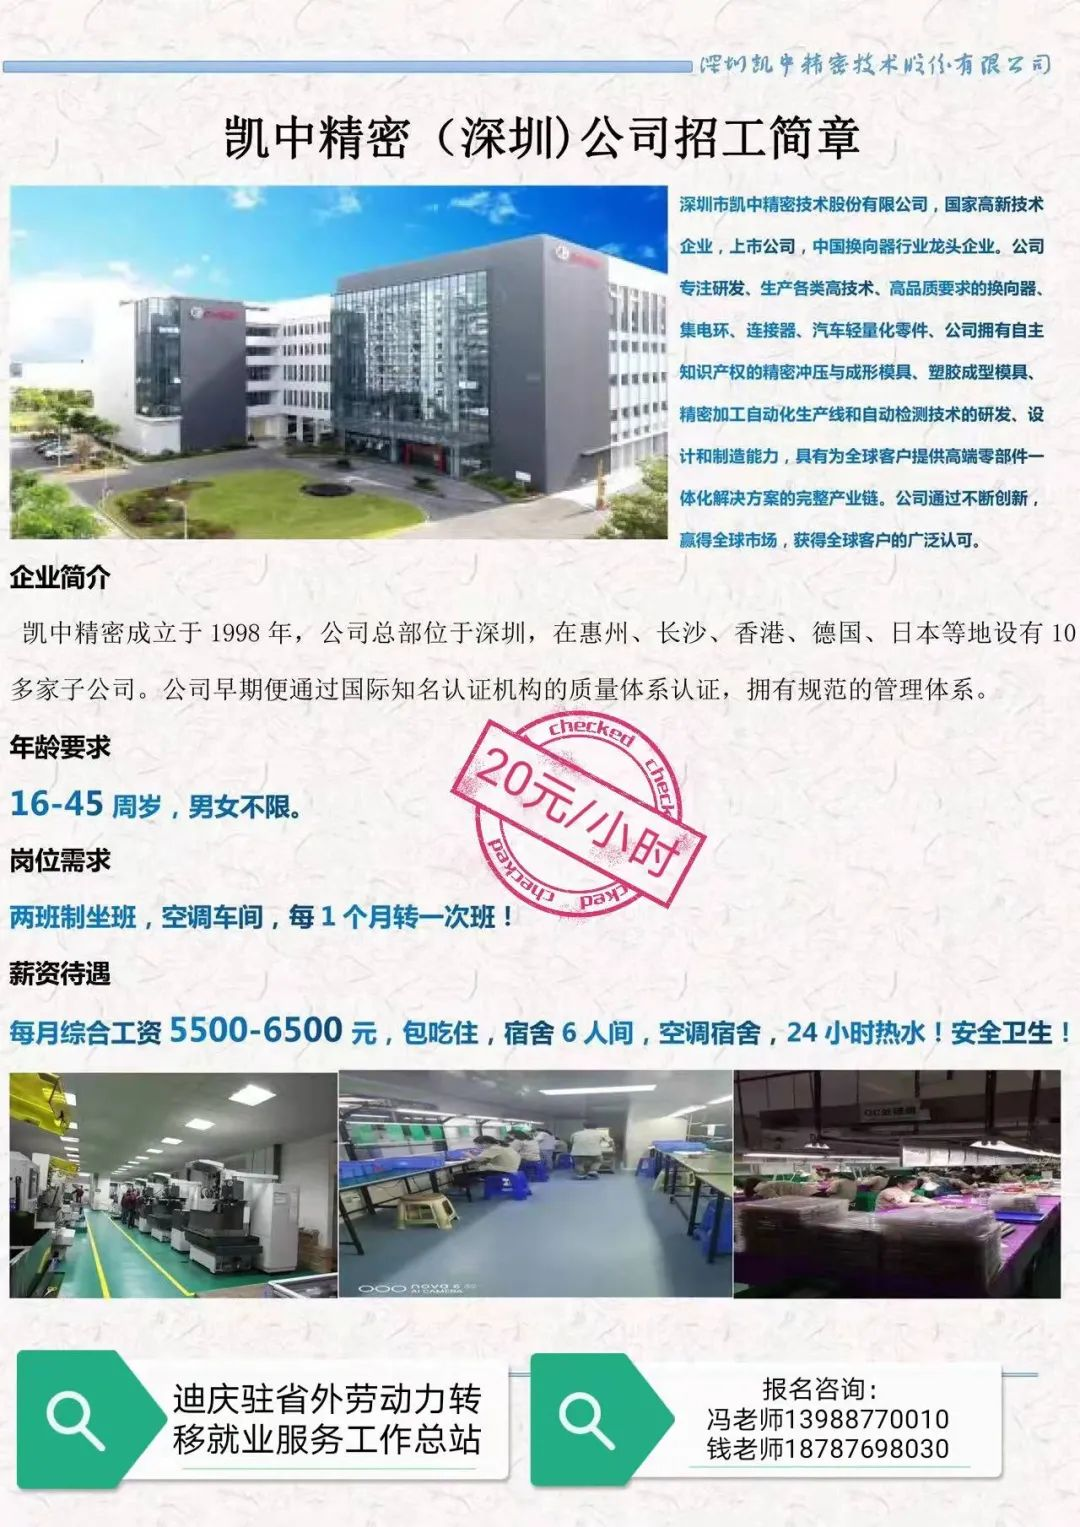 深圳凯中精密技术股份有限公司
凯中精密（深圳)公司招工简章
深圳市凯中精密技术股份有限公司，国家高新技术
企业，上市公司，中国换向器行业龙头企业。公司
专注研发、生产各类高技术、高品质要求的换向器、
集电环、连接器、汽车轻量化零件、公司拥有自主
知识产权的精密冲压与成形模具、塑胶成型模具、
精密加工自动化生产线和自动检测技术的研发、设
计和制造能力，具有为全球客户提供高端零部件一
体化解决方案的完整产业链。公司通过不断创新，
赢得全球市场，获得全球客户的广泛认可。
企业简介
凯中精密成立于 1998 年，公司总部位于深圳，在惠州、长沙、香港、德国、日本等地设有 10
多家子公司。公司早期便通过国际知名认证机构的质量体系认证，拥有规范的管理体系。
年龄要求
16-45 周岁，男女不限。
checked checked
20元/小时
checked checked
岗位需求
两班制坐班，空调车间，每 1 个月转一次班！
薪资待遇
每月综合工资 5500-6500 元，包吃住，宿舍 6 人间，空调宿舍，24 小时热水！安全卫生！
nova 6 5G
AI CAMERA
迪庆驻省外劳动力转
移就业服务工作总站
报名咨询：
冯老师13988770010
钱老师18787698030